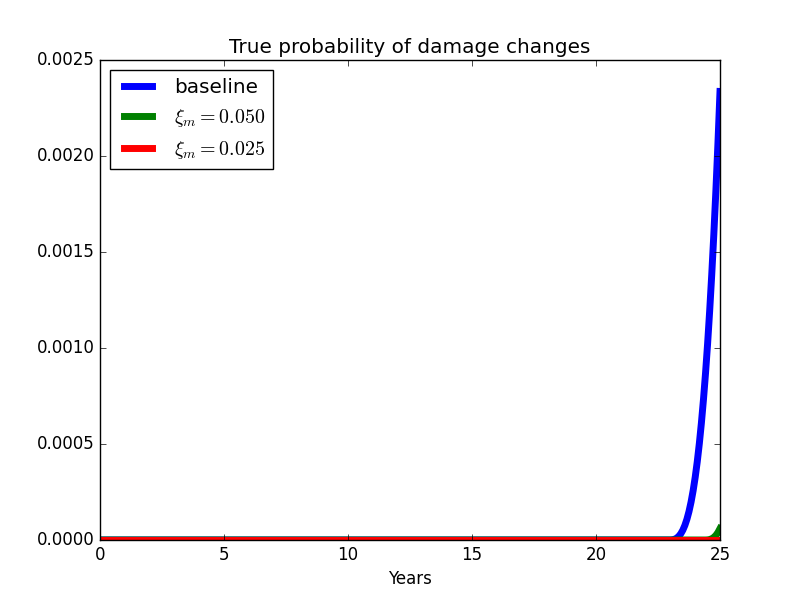 True probability of damage changes
0.0025
0.0020
0.0015
0.0010
0.0005
0.0000
baseline
ξₘ = 0.050
ξₘ = 0.025
0 5 10 15 20 25
Years